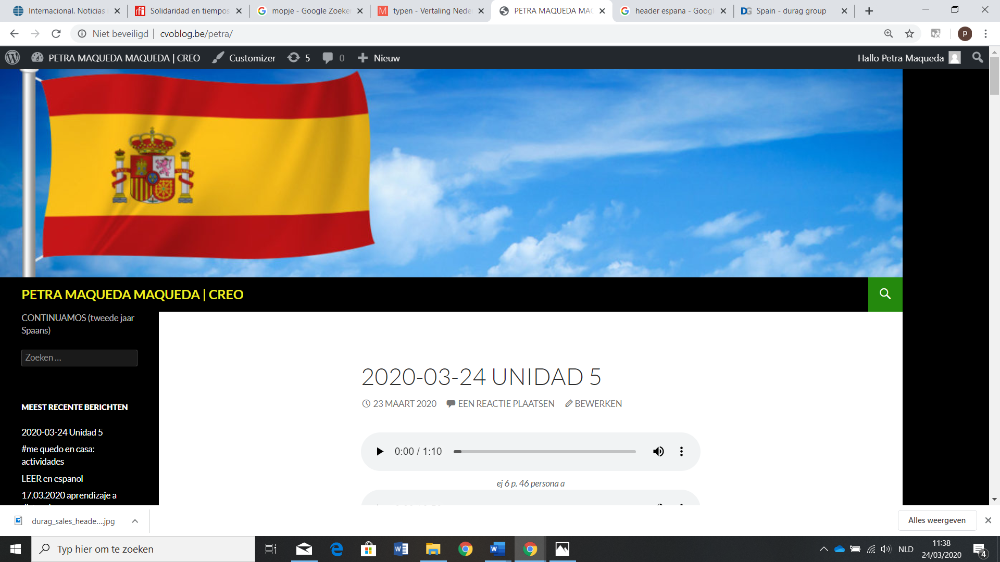 Internacional. Noticias i
Solidaridad en tiempos
mopje - Google Zoeken
typen - Vertaling Neder
PETRA MAQUEDA MAQ
header espana - Googl
Spain - durag group
Niet beveiligd | cvoblog.be/petra/
P
PETRA MAQUEDA MAQUEDA | CREO
Customizer
5
0
Nieuw
Hallo Petra Maqueda
PLVS VLTRA
PETRA MAQUEDA MAQUEDA | CREO
CONTINUAMOS (tweede jaar
Spaans)
Zoeken ...
MEEST RECENTE BERICHTEN
2020-03-24 Unidad 5
#me quedo en casa:
actividades
LEER en espanol
17.03.2020 aprendizaje a
2020-03-24 UNIDAD 5
23 MAART 2020
EEN REACTIE PLAATSEN
BEWERKEN
0:00 / 1:10
ej 6 p. 46 persona a
durag_sales_heade....jpg
Alles weergeven
Typ hier om te zoeken
NLD
11:38
24/03/2020
4